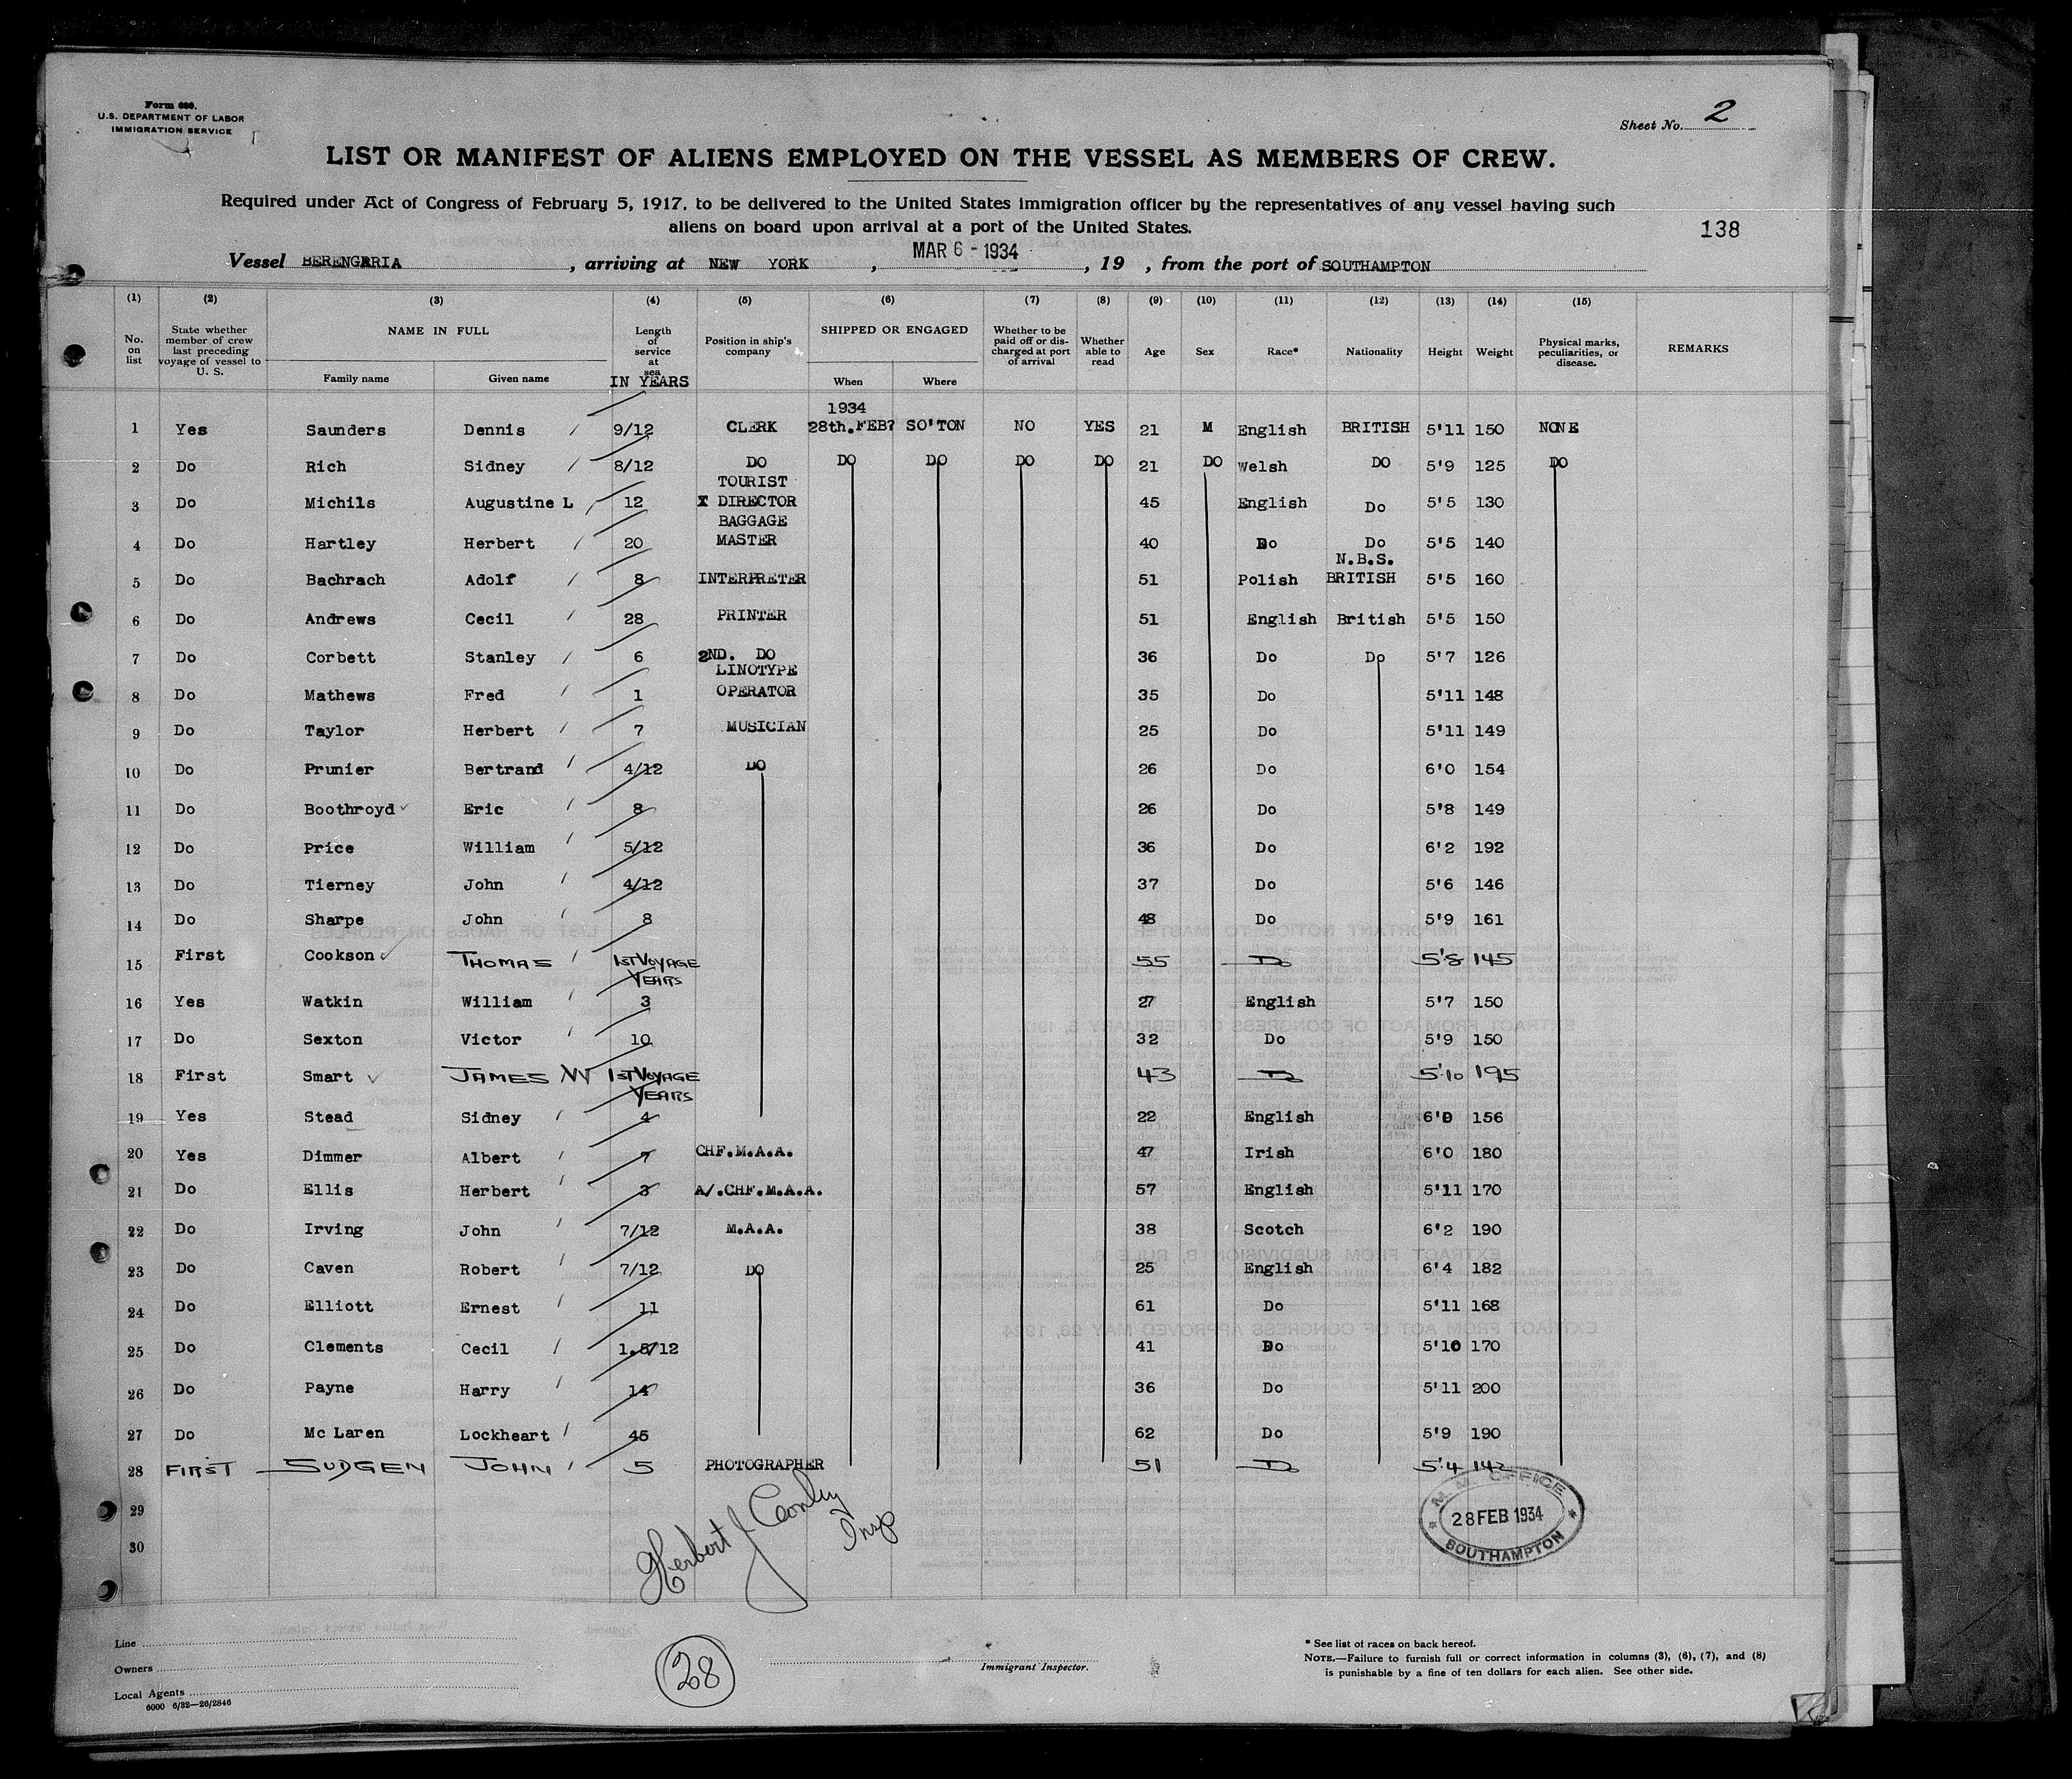 Form 680.
U.S. DEPARTMENT OF LABOR
IMMIGRATION SERVICE
Sheet No. 2
LIST OR MANIFEST OF ALIENS EMPLOYED ON THE VESSEL AS MEMBERS OF CREW.
Required under Act of Congress of February 5, 1917, to be delivered to the United States immigration officer by the representatives of any vessel having such
aliens on board upon arrival at a port of the United States.
138
Vessel BERENGARIA, arriving at NEW YORK, MAR 6 - 1934, 19 , from the port of SOUTHAMPTON
(1) (2) (3) (4) (5) (6) (7) (8) (9) (10) (11) (12) (13) (14) (15)
No. on list State whether member of crew last preceding voyage of vessel to U. S. NAME IN FULL Family name Given name Length of service at sea IN YEARS Position in ship's company SHIPPED OR ENGAGED When Where Whether to be paid off or discharged at port of arrival Whether able to read Age Sex Race* Nationality Height Weight Physical marks, peculiarities, or disease. REMARKS
1 Yes Saunders Dennis 9/12 CLERK 1934 28th.FEB? SO'TON NO YES 21 M English BRITISH 5'11 150 NONE
2 Do Rich Sidney 8/12 DO DO DO DO DO 21 DO Welsh DO 5'9 125 DO
3 Do Michils Augustine L 12 TOURIST DIRECTOR 45 English Do 5'5 130
4 Do Hartley Herbert 20 BAGGAGE MASTER 40 Do Do 5'5 140
5 Do Bachrach Adolf 8 INTERPRETER 51 Polish N.B.S. BRITISH 5'5 160
6 Do Andrews Cecil 28 PRINTER 51 English British 5'5 150
7 Do Corbett Stanley 6 2ND. DO 36 Do Do 5'7 126
8 Do Mathews Fred 1 LINOTYPE OPERATOR 35 Do 5'11 148
9 Do Taylor Herbert 7 MUSICIAN 25 Do 5'11 149
10 Do Prunier Bertrand 4/12 DO 26 Do 6'0 154
11 Do Boothroyd Eric 8 26 Do 5'8 149
12 Do Price William 5/12 36 Do 6'2 192
13 Do Tierney John 4/12 37 Do 5'6 146
14 Do Sharpe John 8 48 Do 5'9 161
15 First Cookson THOMAS 1ST VOYAGE 55 Do 5'8 145
16 Yes Watkin William YEARS 3 27 English 5'7 150
17 Do Sexton Victor 10 32 Do 5'9 150
18 First Smart JAMES W 1ST VOYAGE 43 Do 5'10 195
19 Yes Stead Sidney YEARS 4 22 English 6'0 156
20 Yes Dimmer Albert 7 CHF.M.A.A. 47 Irish 6'0 180
21 Do Ellis Herbert 3 A/.CHF.M.A.A. 57 English 5'11 170
22 Do Irving John 7/12 M.A.A. 38 Scotch 6'2 190
23 Do Caven Robert 7/12 DO 25 English 6'4 182
24 Do Elliott Ernest 11 61 Do 5'11 168
25 Do Clements Cecil 1.5/12 41 Do 5'10 170
26 Do Payne Harry 14 36 Do 5'11 200
27 Do Mc Laren Lockheart 45 62 Do 5'9 190
28 FIRST SUDGEN JOHN 5 PHOTOGRAPHER 51 Do 5'4 142
29
30
Herbert J Conley Insp
M.M. OFFICE
28 FEB 1934
SOUTHAMPTON
Line
Owners
Local Agents
6000 6/32—26/2846
28
Immigrant Inspector.
* See list of races on back hereof.
NOTE.—Failure to furnish full or correct information in columns (3), (6), (7), and (8)
is punishable by a fine of ten dollars for each alien. See other side.